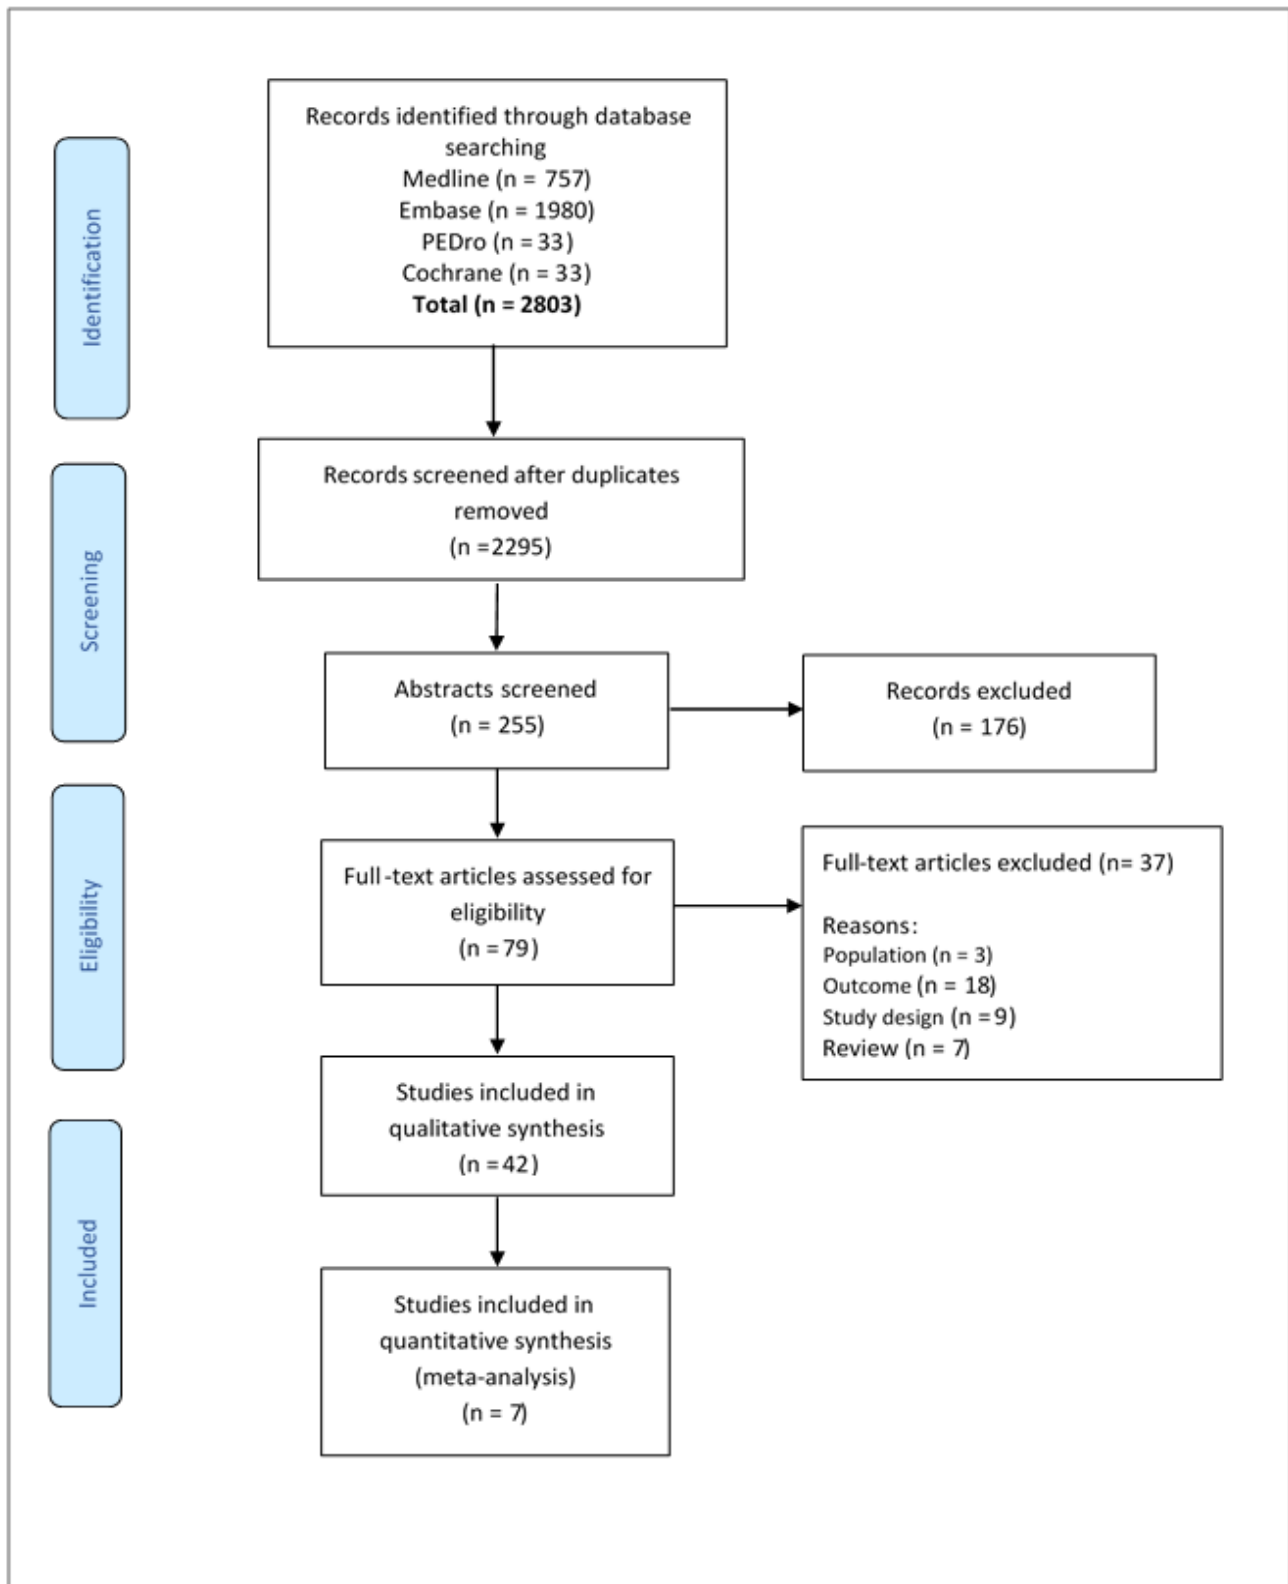 Identification
Records identified through database
searching
Medline (n = 757)
Embase (n = 1980)
PEDro (n = 33)
Cochrane (n = 33)
Total (n = 2803)
Screening
Records screened after duplicates
removed
(n =2295)
Abstracts screened
(n = 255)
Records excluded
(n = 176)
Eligibility
Full-text articles assessed for
eligibility
(n = 79)
Full-text articles excluded (n= 37)
Reasons:
Population (n = 3)
Outcome (n = 18)
Study design (n = 9)
Review (n = 7)
Included
Studies included in
qualitative synthesis
(n = 42)
Studies included in
quantitative synthesis
(meta-analysis)
(n = 7)